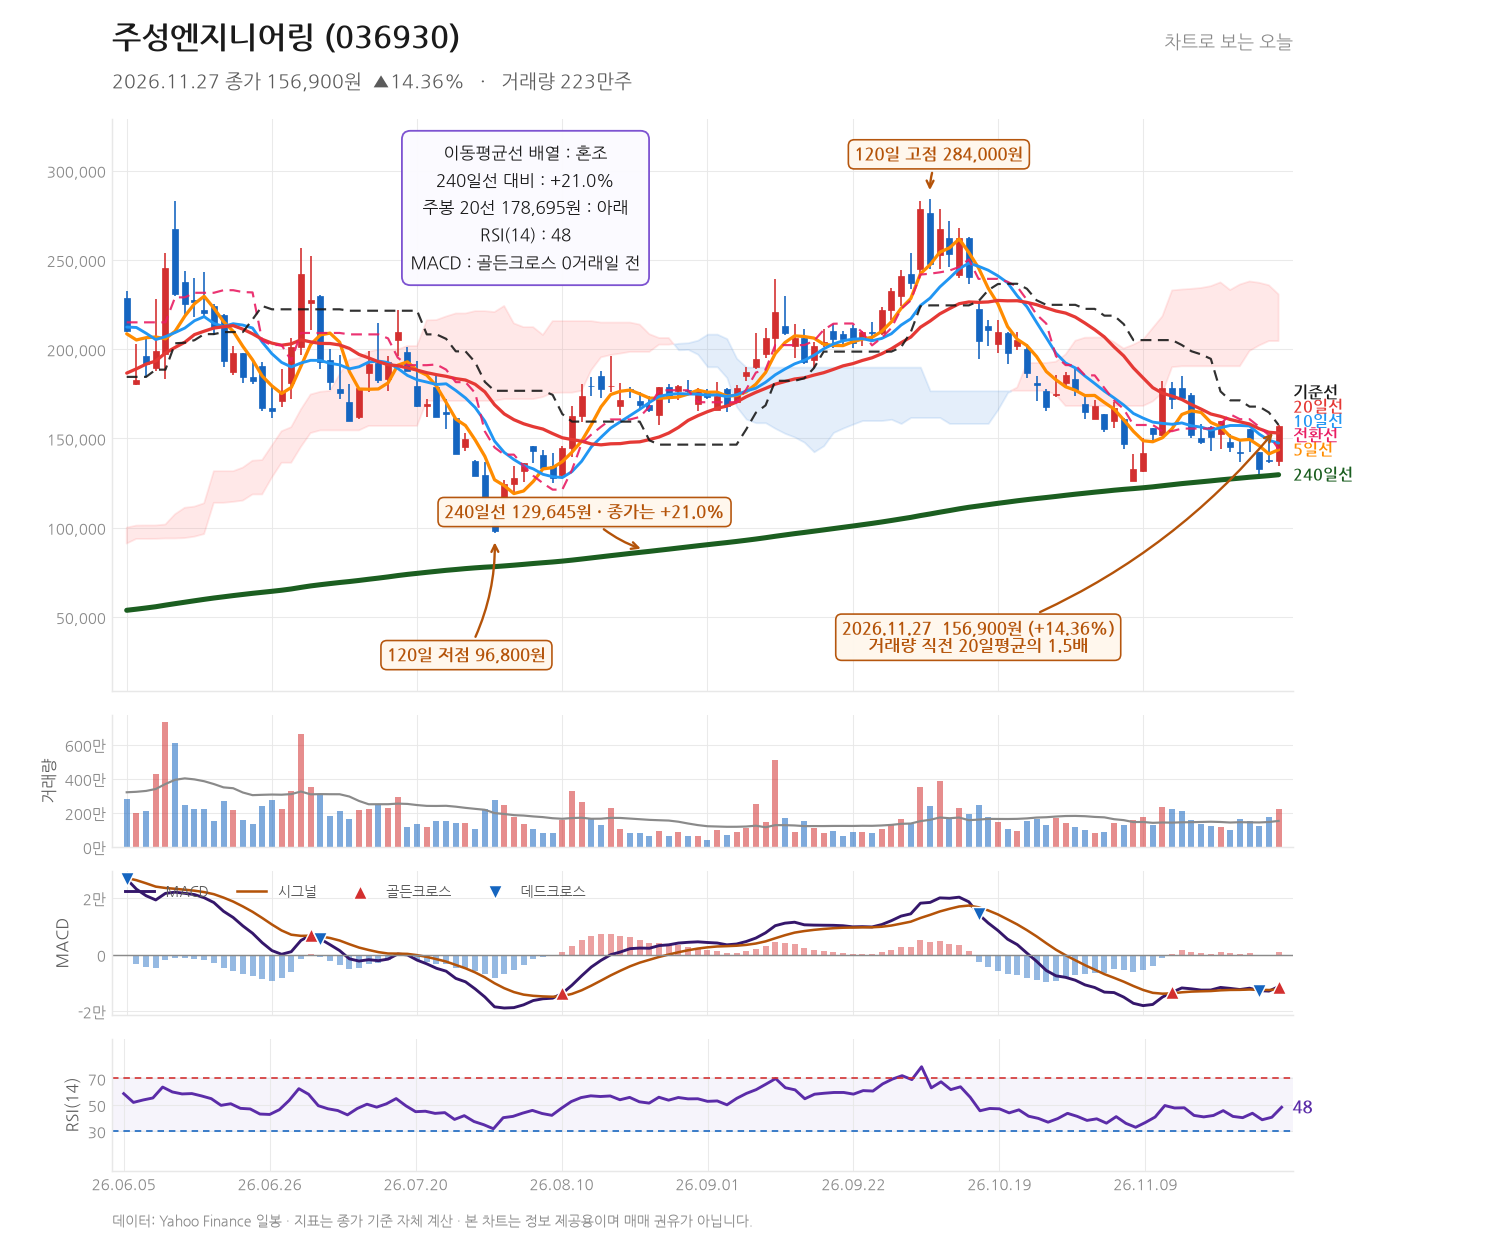 주성엔지니어링 (036930)
차트로 보는 오늘
2026.11.27 종가 156,900원 ▲14.36% · 거래량 223만주
이동평균선 배열 : 혼조
240일선 대비 : +21.0%
주봉 20선 178,695원 : 아래
RSI(14) : 48
MACD : 골든크로스 0거래일 전
120일 고점 284,000원
300,000
250,000
200,000
150,000
100,000
50,000
기준선
20일선
10일선
전환선
5일선
240일선
240일선 129,645원 · 종가는 +21.0%
120일 저점 96,800원
2026.11.27 156,900원 (+14.36%)
거래량 직전 20일평균의 1.5배
거래량
600만
400만
200만
0만
MACD
2만
0
-2만
MACD
시그널
골든크로스
데드크로스
RSI(14)
70
50
30
48
26.06.05
26.06.26
26.07.20
26.08.10
26.09.01
26.09.22
26.10.19
26.11.09
데이터: Yahoo Finance 일봉 · 지표는 종가 기준 자체 계산 · 본 차트는 정보 제공용이며 매매 권유가 아닙니다.